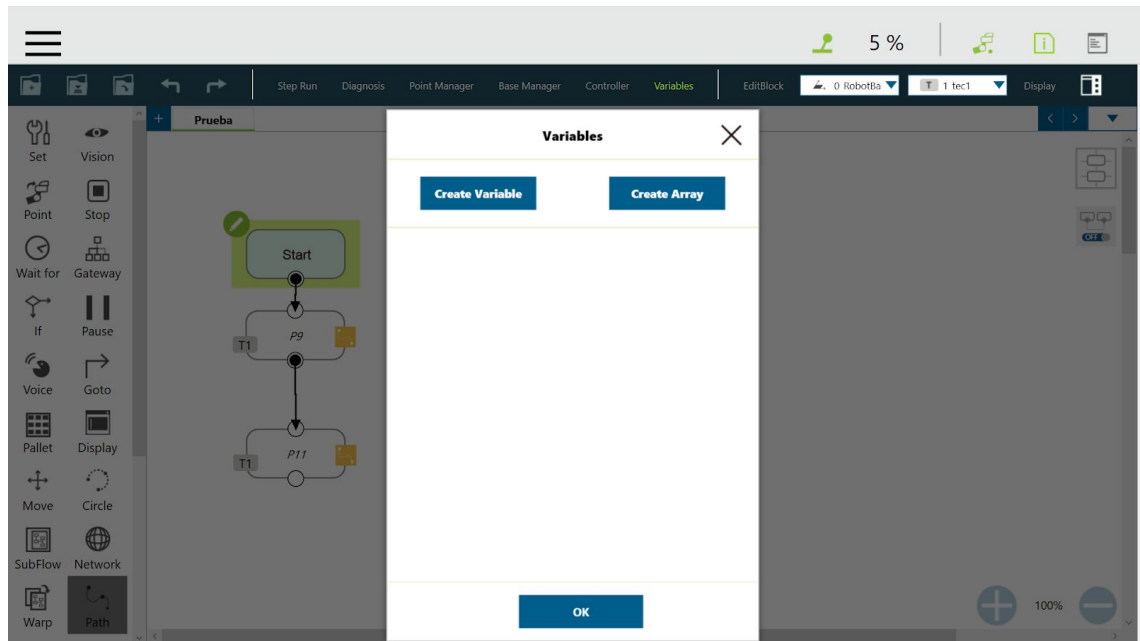 5 %
Step Run Diagnosis Point Manager Base Manager Controller Variables EditBlock 0 RobotBa T 1 tec1 Display
+ Prueba
Variables
Create Variable Create Array
Set Vision
Point Stop
Wait for Gateway
If Pause
Voice Goto
Pallet Display
Move Circle
SubFlow Network
Warp Path
Start
P9
T1
P11
T1
OFF
OK
100%